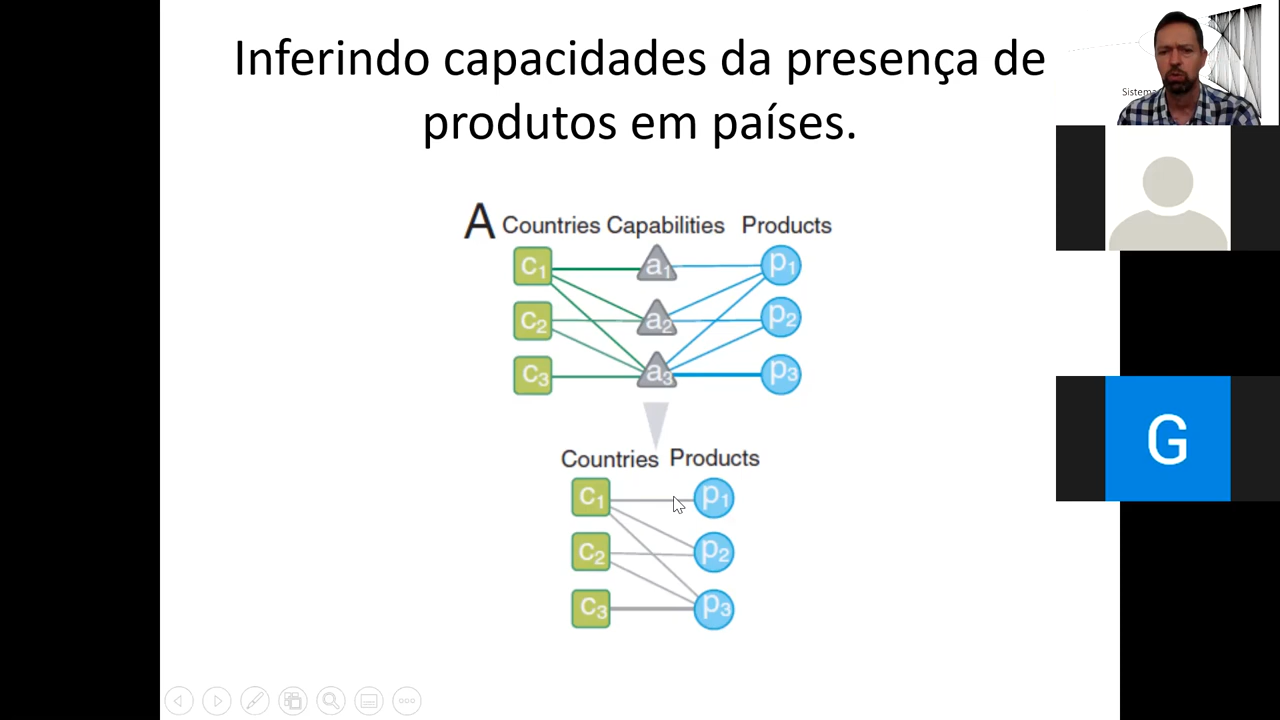 Inferindo capacidades da presença de
produtos em países.
Sistema
A Countries Capabilities Products
c1 a1 p1
c2 a2 p2
c3 a3 p3
Countries Products
c1 p1
c2 p2
c3 p3
G